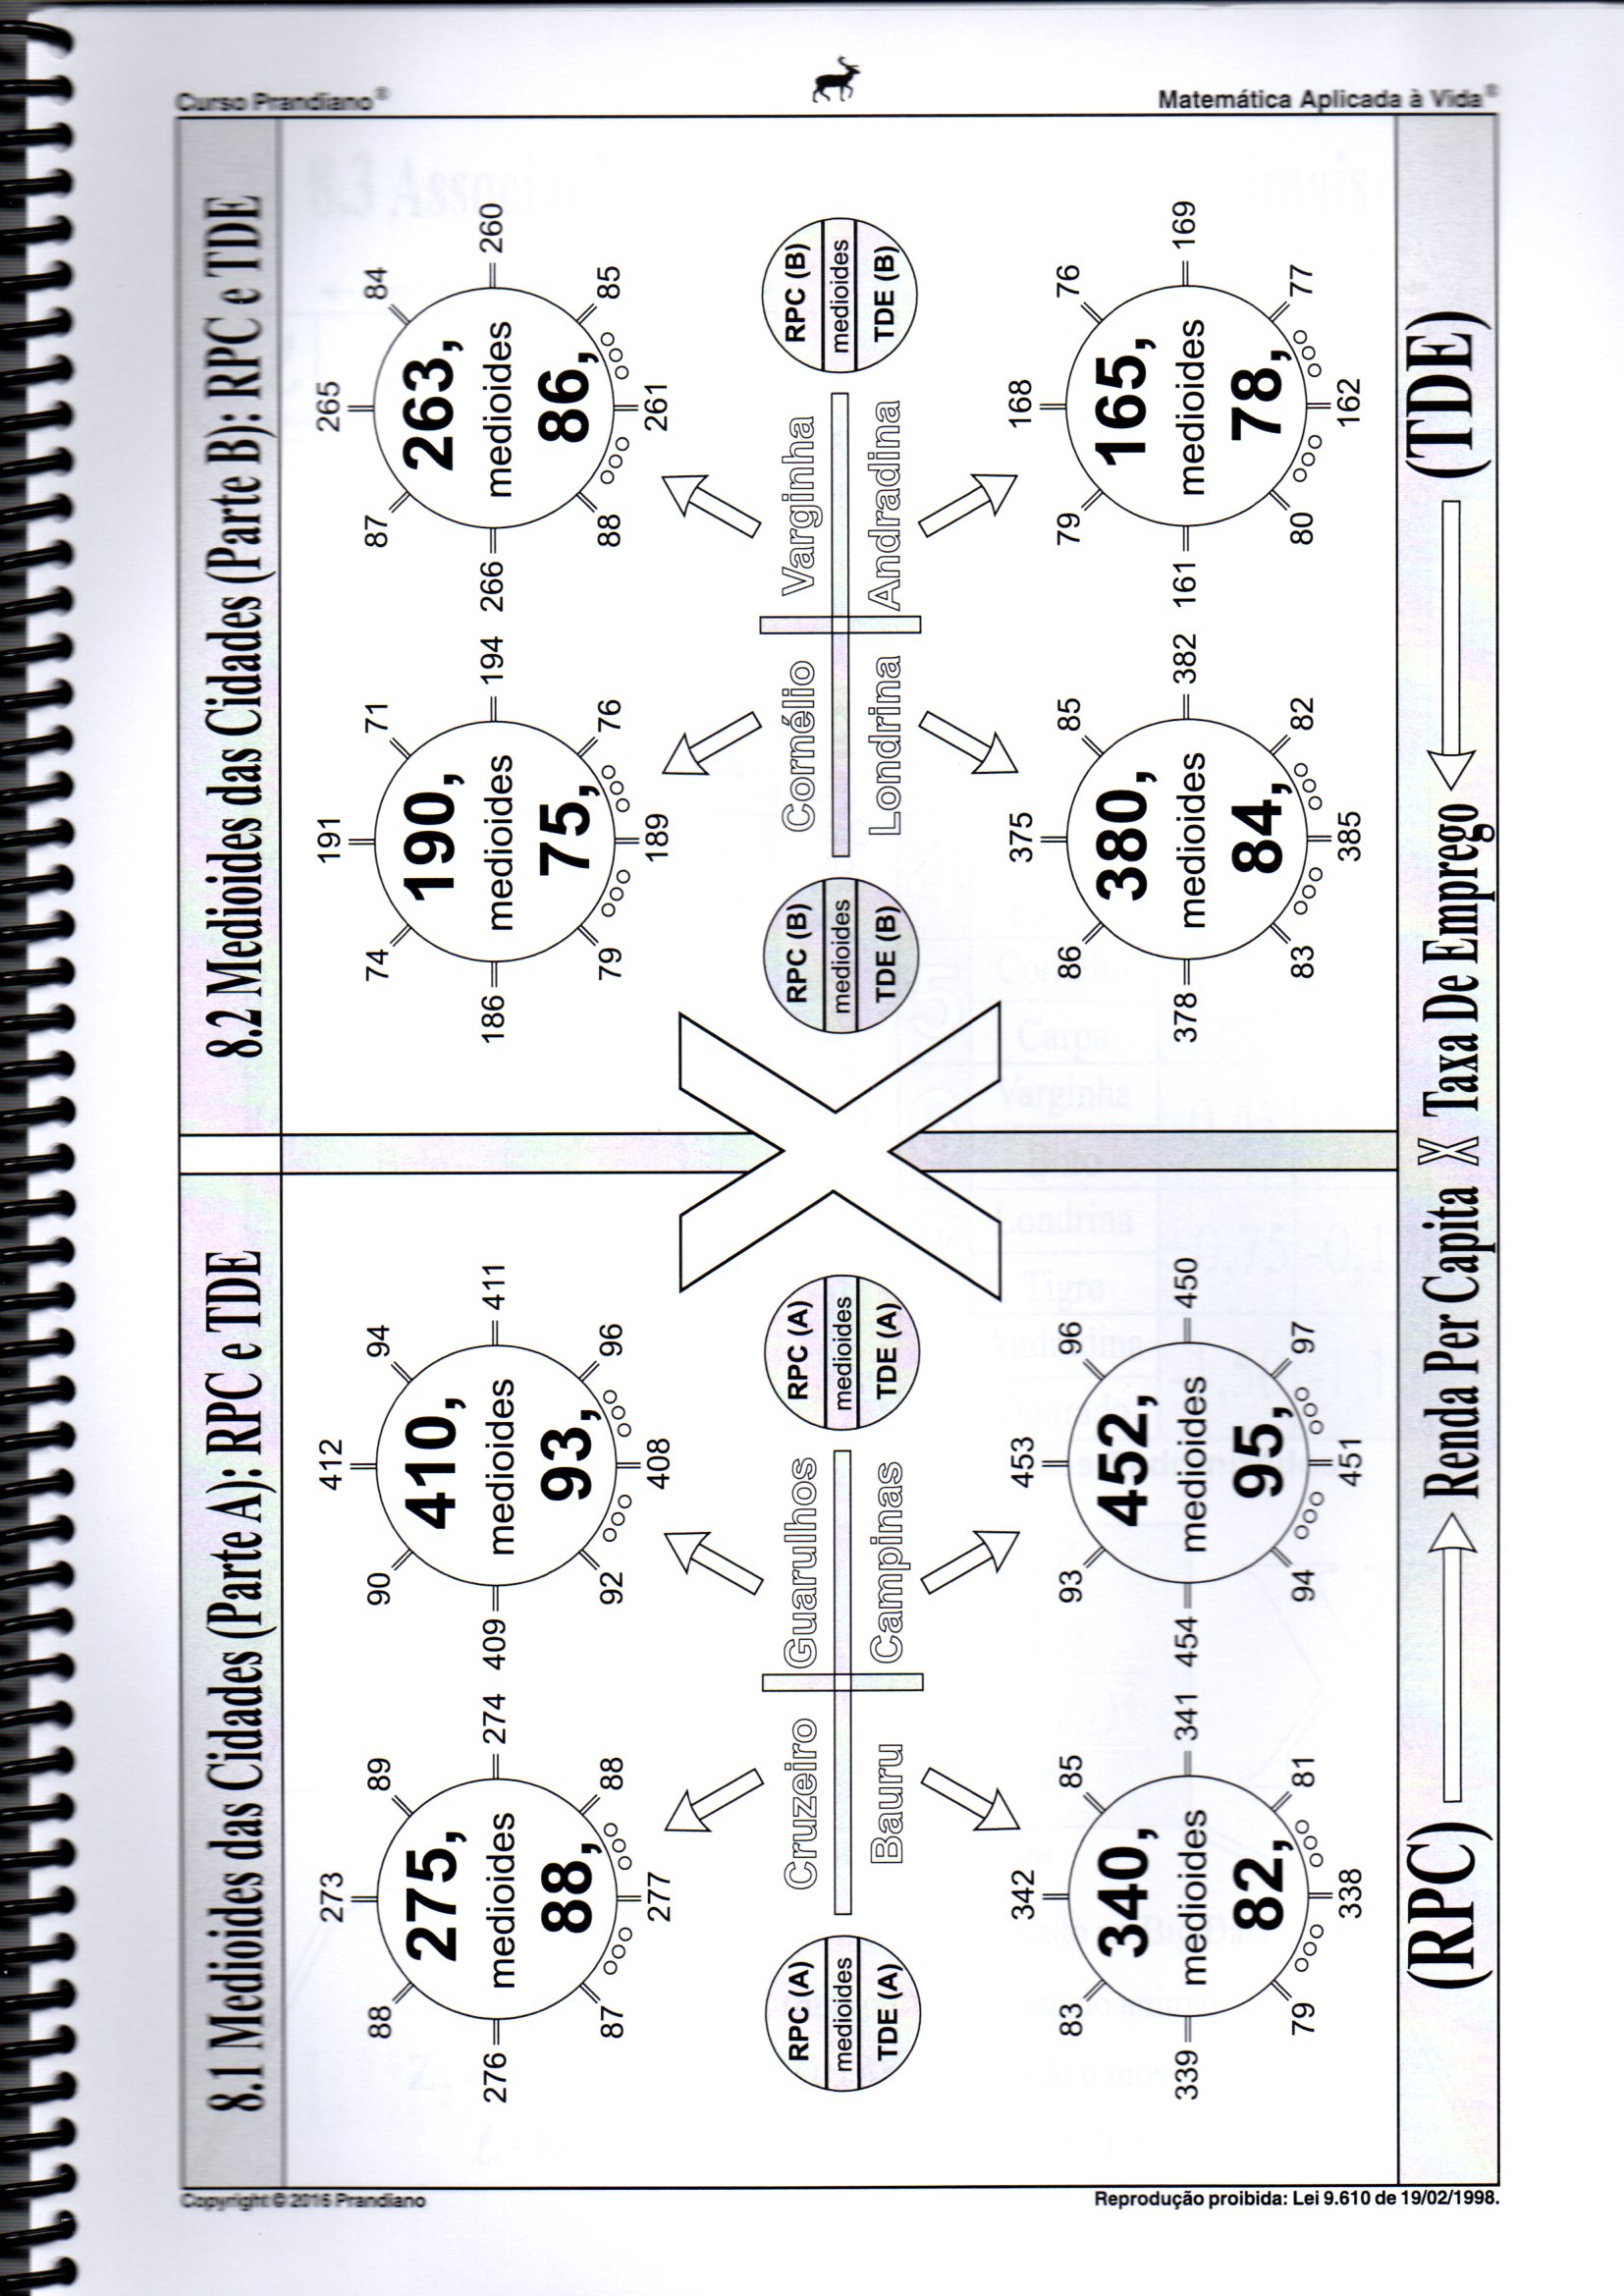 Curso Prandiano®
Matemática Aplicada à Vida®
8.1 Medioides das Cidades (Parte A): RPC e TDE
8.2 Medioides das Cidades (Parte B): RPC e TDE
273
88
89
275,
276
medioides
274
88,
87
88
277
412
90
94
410,
409
medioides
411
93,
92
96
408
RPC (A)
medioides
TDE (A)
Cruzeiro
Guarulhos
Bauru
Campinas
RPC (A)
medioides
TDE (A)
342
83
85
340,
339
medioides
341
82,
79
81
338
453
93
96
452,
454
medioides
450
95,
94
97
451
X
191
74
71
190,
186
medioides
194
75,
79
76
189
265
87
84
263,
266
medioides
260
86,
88
85
261
RPC (B)
medioides
TDE (B)
Cornélio
Varginha
Londrina
Andradina
RPC (B)
medioides
TDE (B)
375
86
85
380,
378
medioides
382
84,
83
82
385
168
79
76
165,
161
medioides
169
78,
80
77
162
(RPC) Renda Per Capita X Taxa De Emprego (TDE)
Copyright © 2016 Prandiano
Reprodução proibida: Lei 9.610 de 19/02/1998.